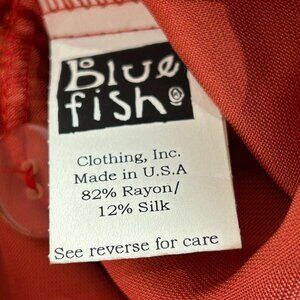 Blue
fish®
Clothing, Inc.
Made in U.S.A
82% Rayon/
12% Silk
See reverse for care